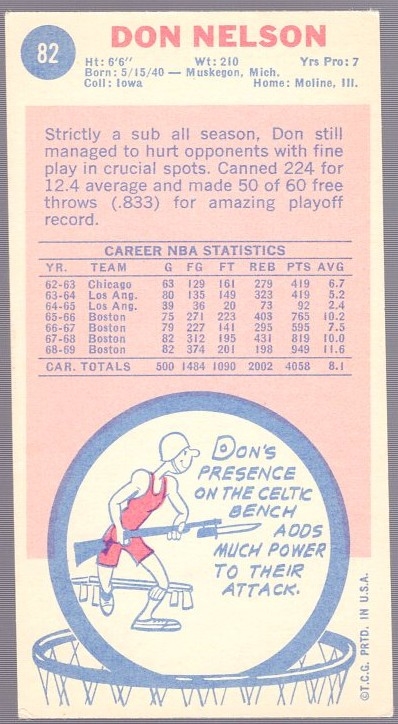 82
DON NELSON
Ht: 6'6" Wt: 210 Yrs Pro: 7
Born: 5/15/40 — Muskegon, Mich.
Coll: Iowa Home: Moline, Ill.
Strictly a sub all season, Don still
managed to hurt opponents with fine
play in crucial spots. Canned 224 for
12.4 average and made 50 of 60 free
throws (.833) for amazing playoff
record.
CAREER NBA STATISTICS
YR. TEAM G FG FT REB PTS AVG
62-63 Chicago 63 129 161 279 419 6.7
63-64 Los Ang. 80 135 149 323 419 5.2
64-65 Los Ang. 39 36 20 73 92 2.4
65-66 Boston 75 271 223 403 765 10.2
66-67 Boston 79 227 141 295 595 7.5
67-68 Boston 82 312 195 431 819 10.0
68-69 Boston 82 374 201 198 949 11.6
CAR. TOTALS 500 1484 1090 2002 4058 8.1
DON'S
PRESENCE
ON THE CELTIC
BENCH
ADDS
MUCH POWER
TO THEIR
ATTACK.
©T.C.G. PRTD. IN U.S.A.